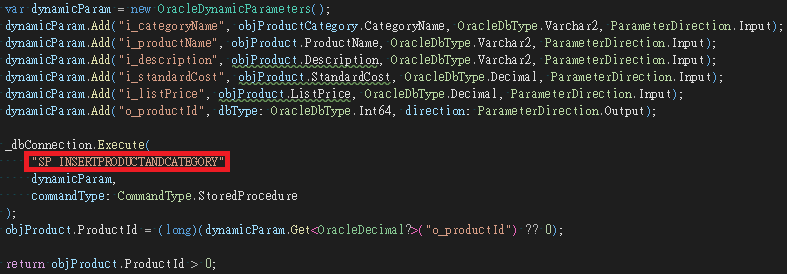 var dynamicParam = new OracleDynamicParameters();
dynamicParam.Add("i_categoryName", objProductCategory.CategoryName, OracleDbType.Varchar2, ParameterDirection.Input);
dynamicParam.Add("i_productName", objProduct.ProductName, OracleDbType.Varchar2, ParameterDirection.Input);
dynamicParam.Add("i_description", objProduct.Description, OracleDbType.Varchar2, ParameterDirection.Input);
dynamicParam.Add("i_standardCost", objProduct.StandardCost, OracleDbType.Decimal, ParameterDirection.Input);
dynamicParam.Add("i_listPrice", objProduct.ListPrice, OracleDbType.Decimal, ParameterDirection.Input);
dynamicParam.Add("o_productId", dbType: OracleDbType.Int64, direction: ParameterDirection.Output);
_dbConnection.Execute(
"SP_INSERTPRODUCTANDCATEGORY"
dynamicParam,
commandType: CommandType.StoredProcedure
);
objProduct.ProductId = (long)(dynamicParam.Get<OracleDecimal?>("o_productId") ?? 0);
return objProduct.ProductId > 0;